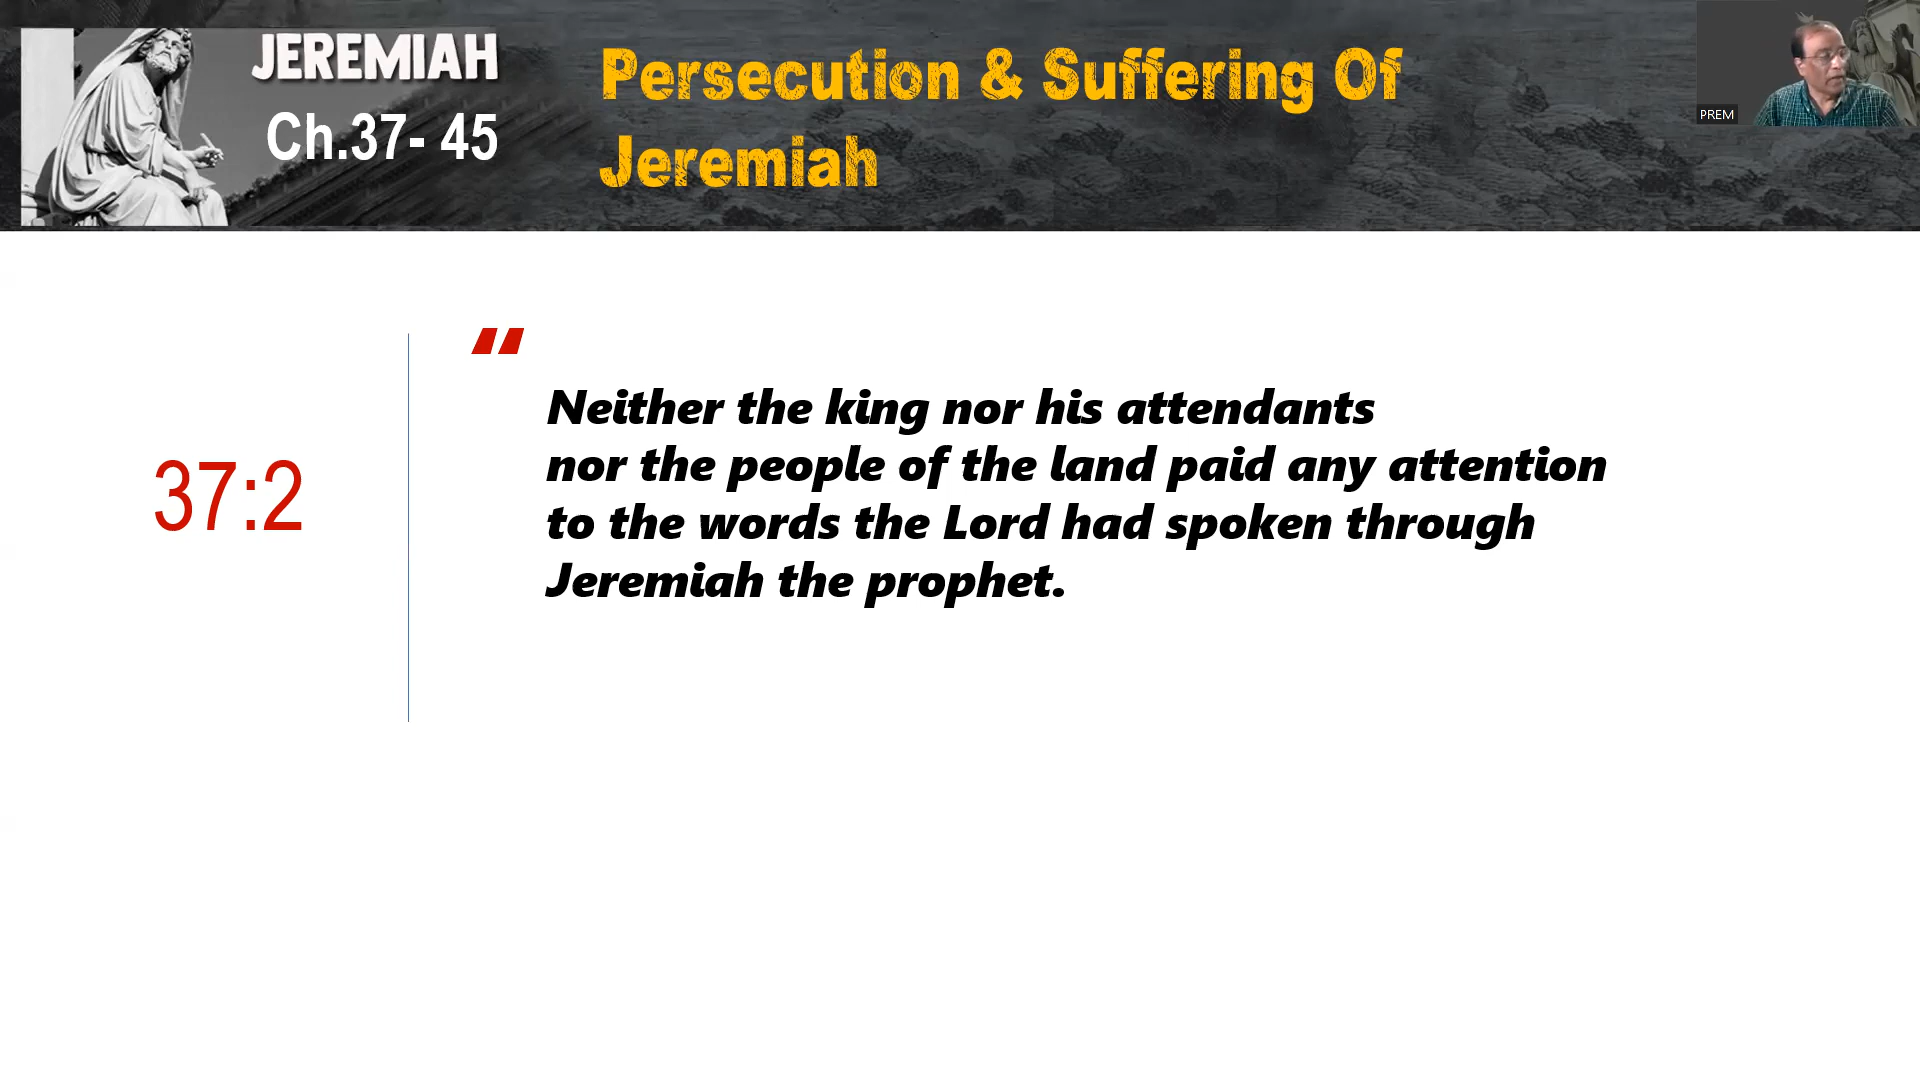 JEREMIAH
Ch.37- 45
Persecution & Suffering Of
Jeremiah
PREM
37:2
“
Neither the king nor his attendants
nor the people of the land paid any attention
to the words the Lord had spoken through
Jeremiah the prophet.